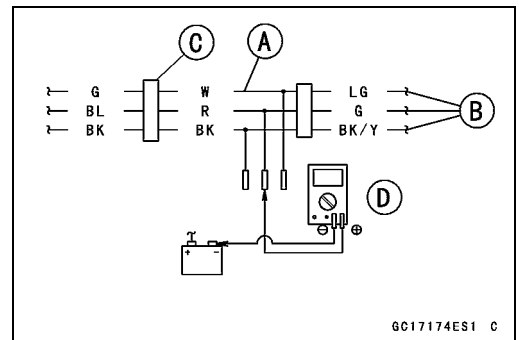 C A
G W LG
BL R G B
BK BK BK/Y
D
⊖ ⊕
+ -
GC17174ES1 C